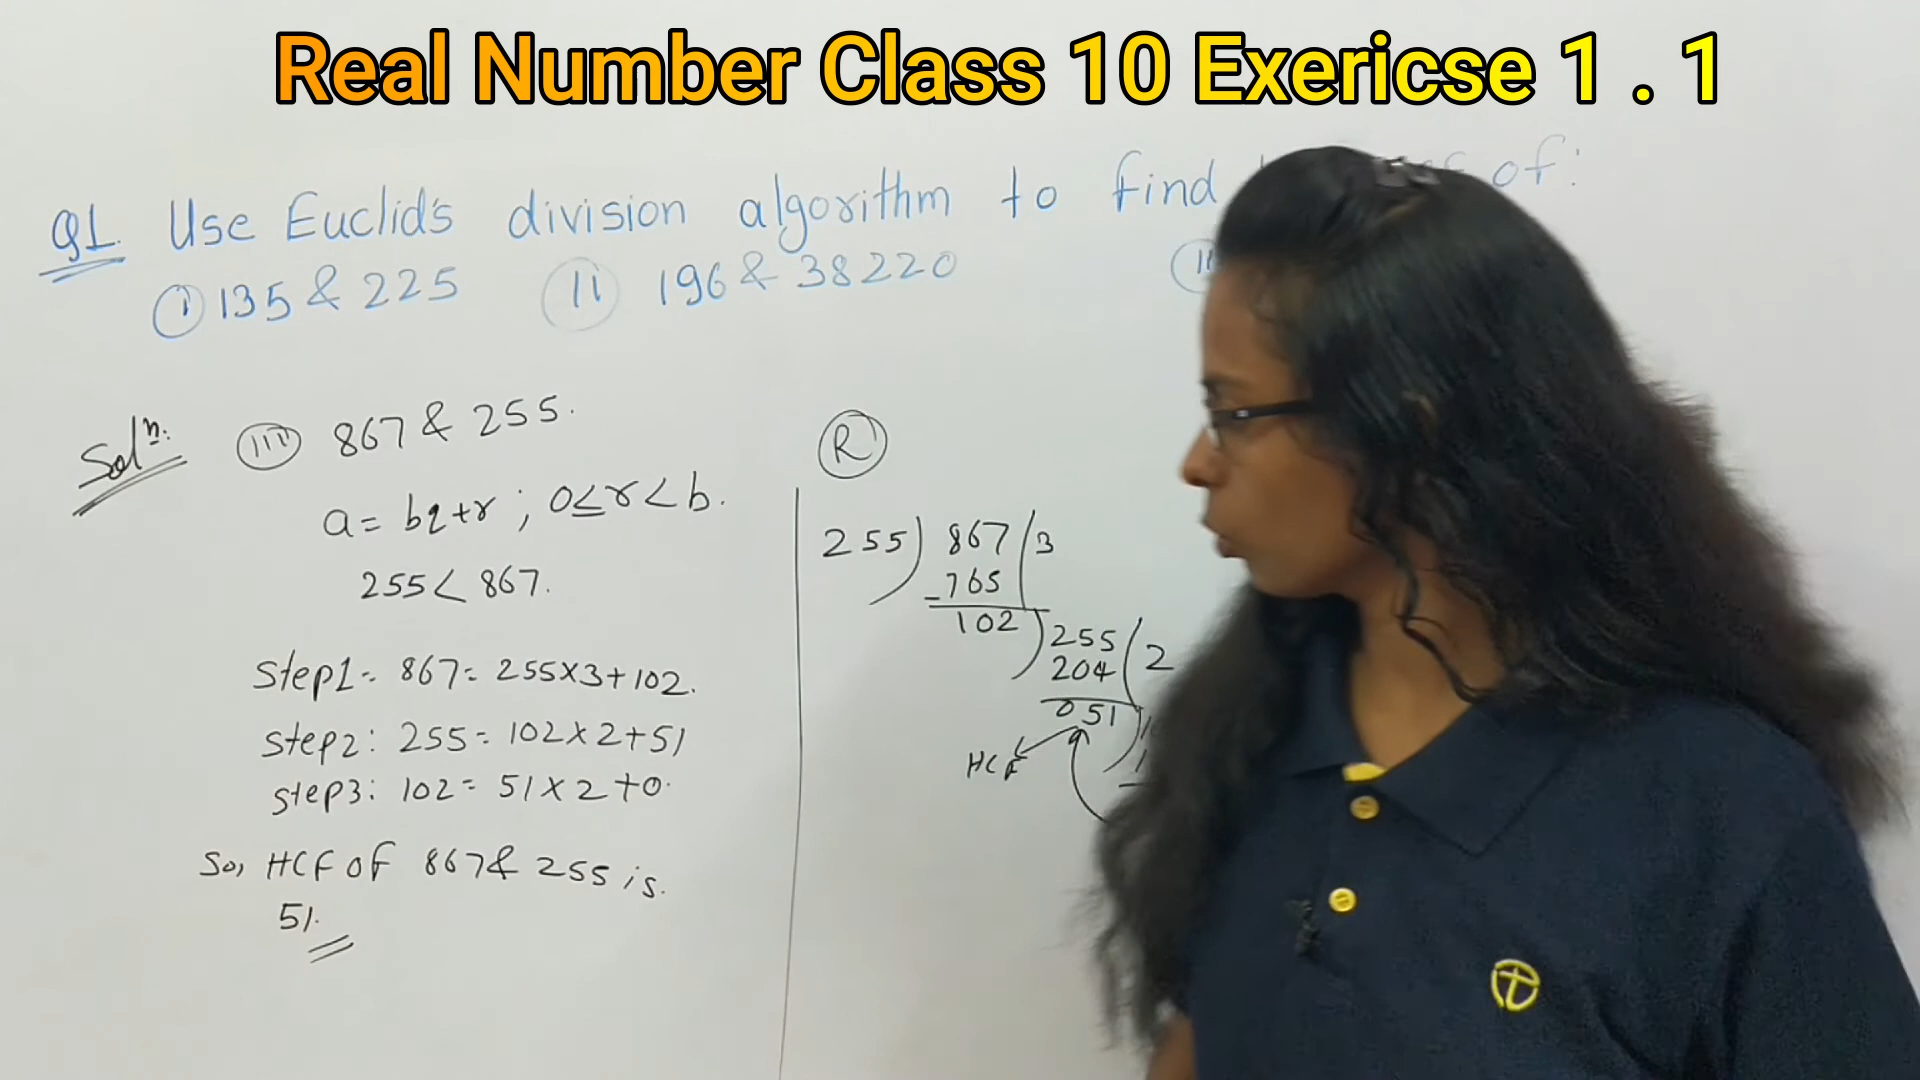 Real Number Class 10 Exericse 1 . 1
Q1. Use Euclid's division algorithm to find of:
(i) 135 & 225 (ii) 196 & 38220
Solⁿ: (iii) 867 & 255.
a = bq+r ; 0≤r<b.
255 < 867.
Step1:- 867 = 255×3+102.
Step2: 255 = 102×2+51
Step3: 102 = 51×2+0.
So, HCF of 867 & 255 is.
51.
R
255) 867 (3
-765
102) 255 (2
204
051)
HCF